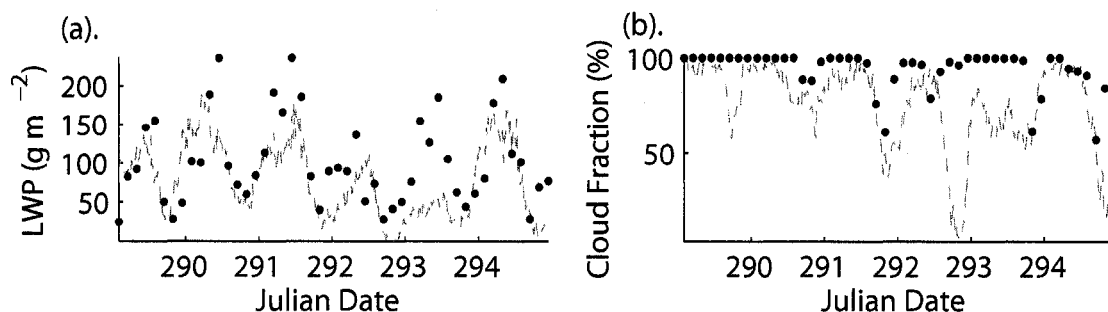 (a).
LWP (g m⁻²)
200
150
100
50
290 291 292 293 294
Julian Date
(b).
Cloud Fraction (%)
100
50
290 291 292 293 294
Julian Date